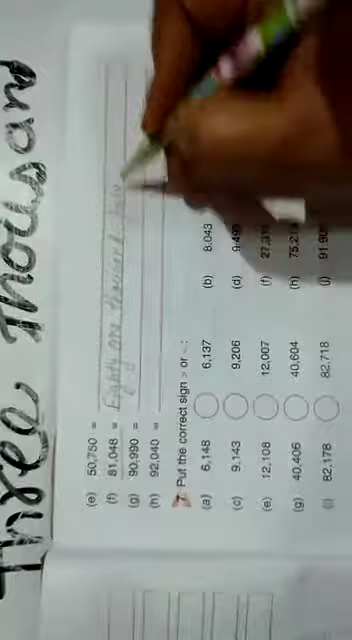 Three Thousand
(e) 50,750 =
(f) 81,048 = Eighty one thousand
(g) 90,990 =
(h) 92,040 =
7. Put the correct sign > or < :
(a) 6,148 6,137 (b) 8,043
(c) 9,143 9,206 (d)
(e) 12,108 12,007 (f)
(g) 40,406 40,604 (h)
(i) 82,178 82,718 (j)